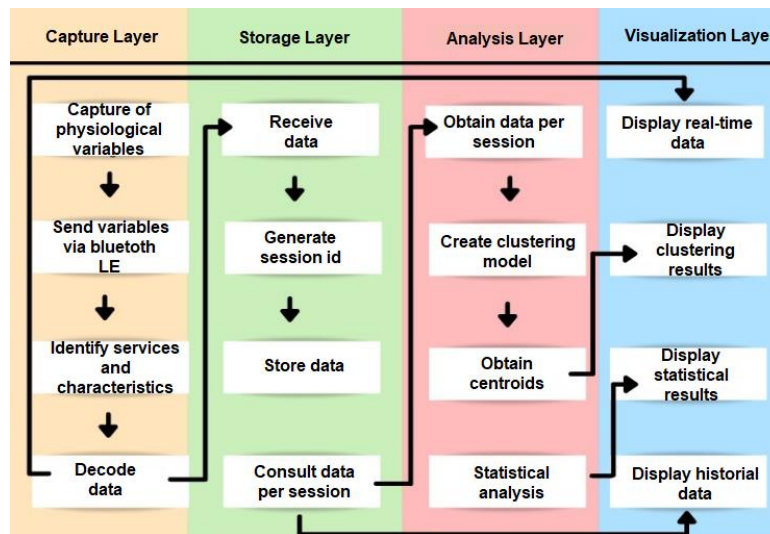 Capture Layer
Storage Layer
Analysis Layer
Visualization Laye
Capture of
physiological
variables
Send variables
via bluetoth
LE
Identify services
and
characteristics
Decode
data
Receive
data
Generate
session id
Store data
Consult data
per session
Obtain data per
session
Create clustering
model
Obtain
centroids
Statistical
analysis
Display real-time
data
Display
clustering
results
Display
statistical
results
Display historial
data